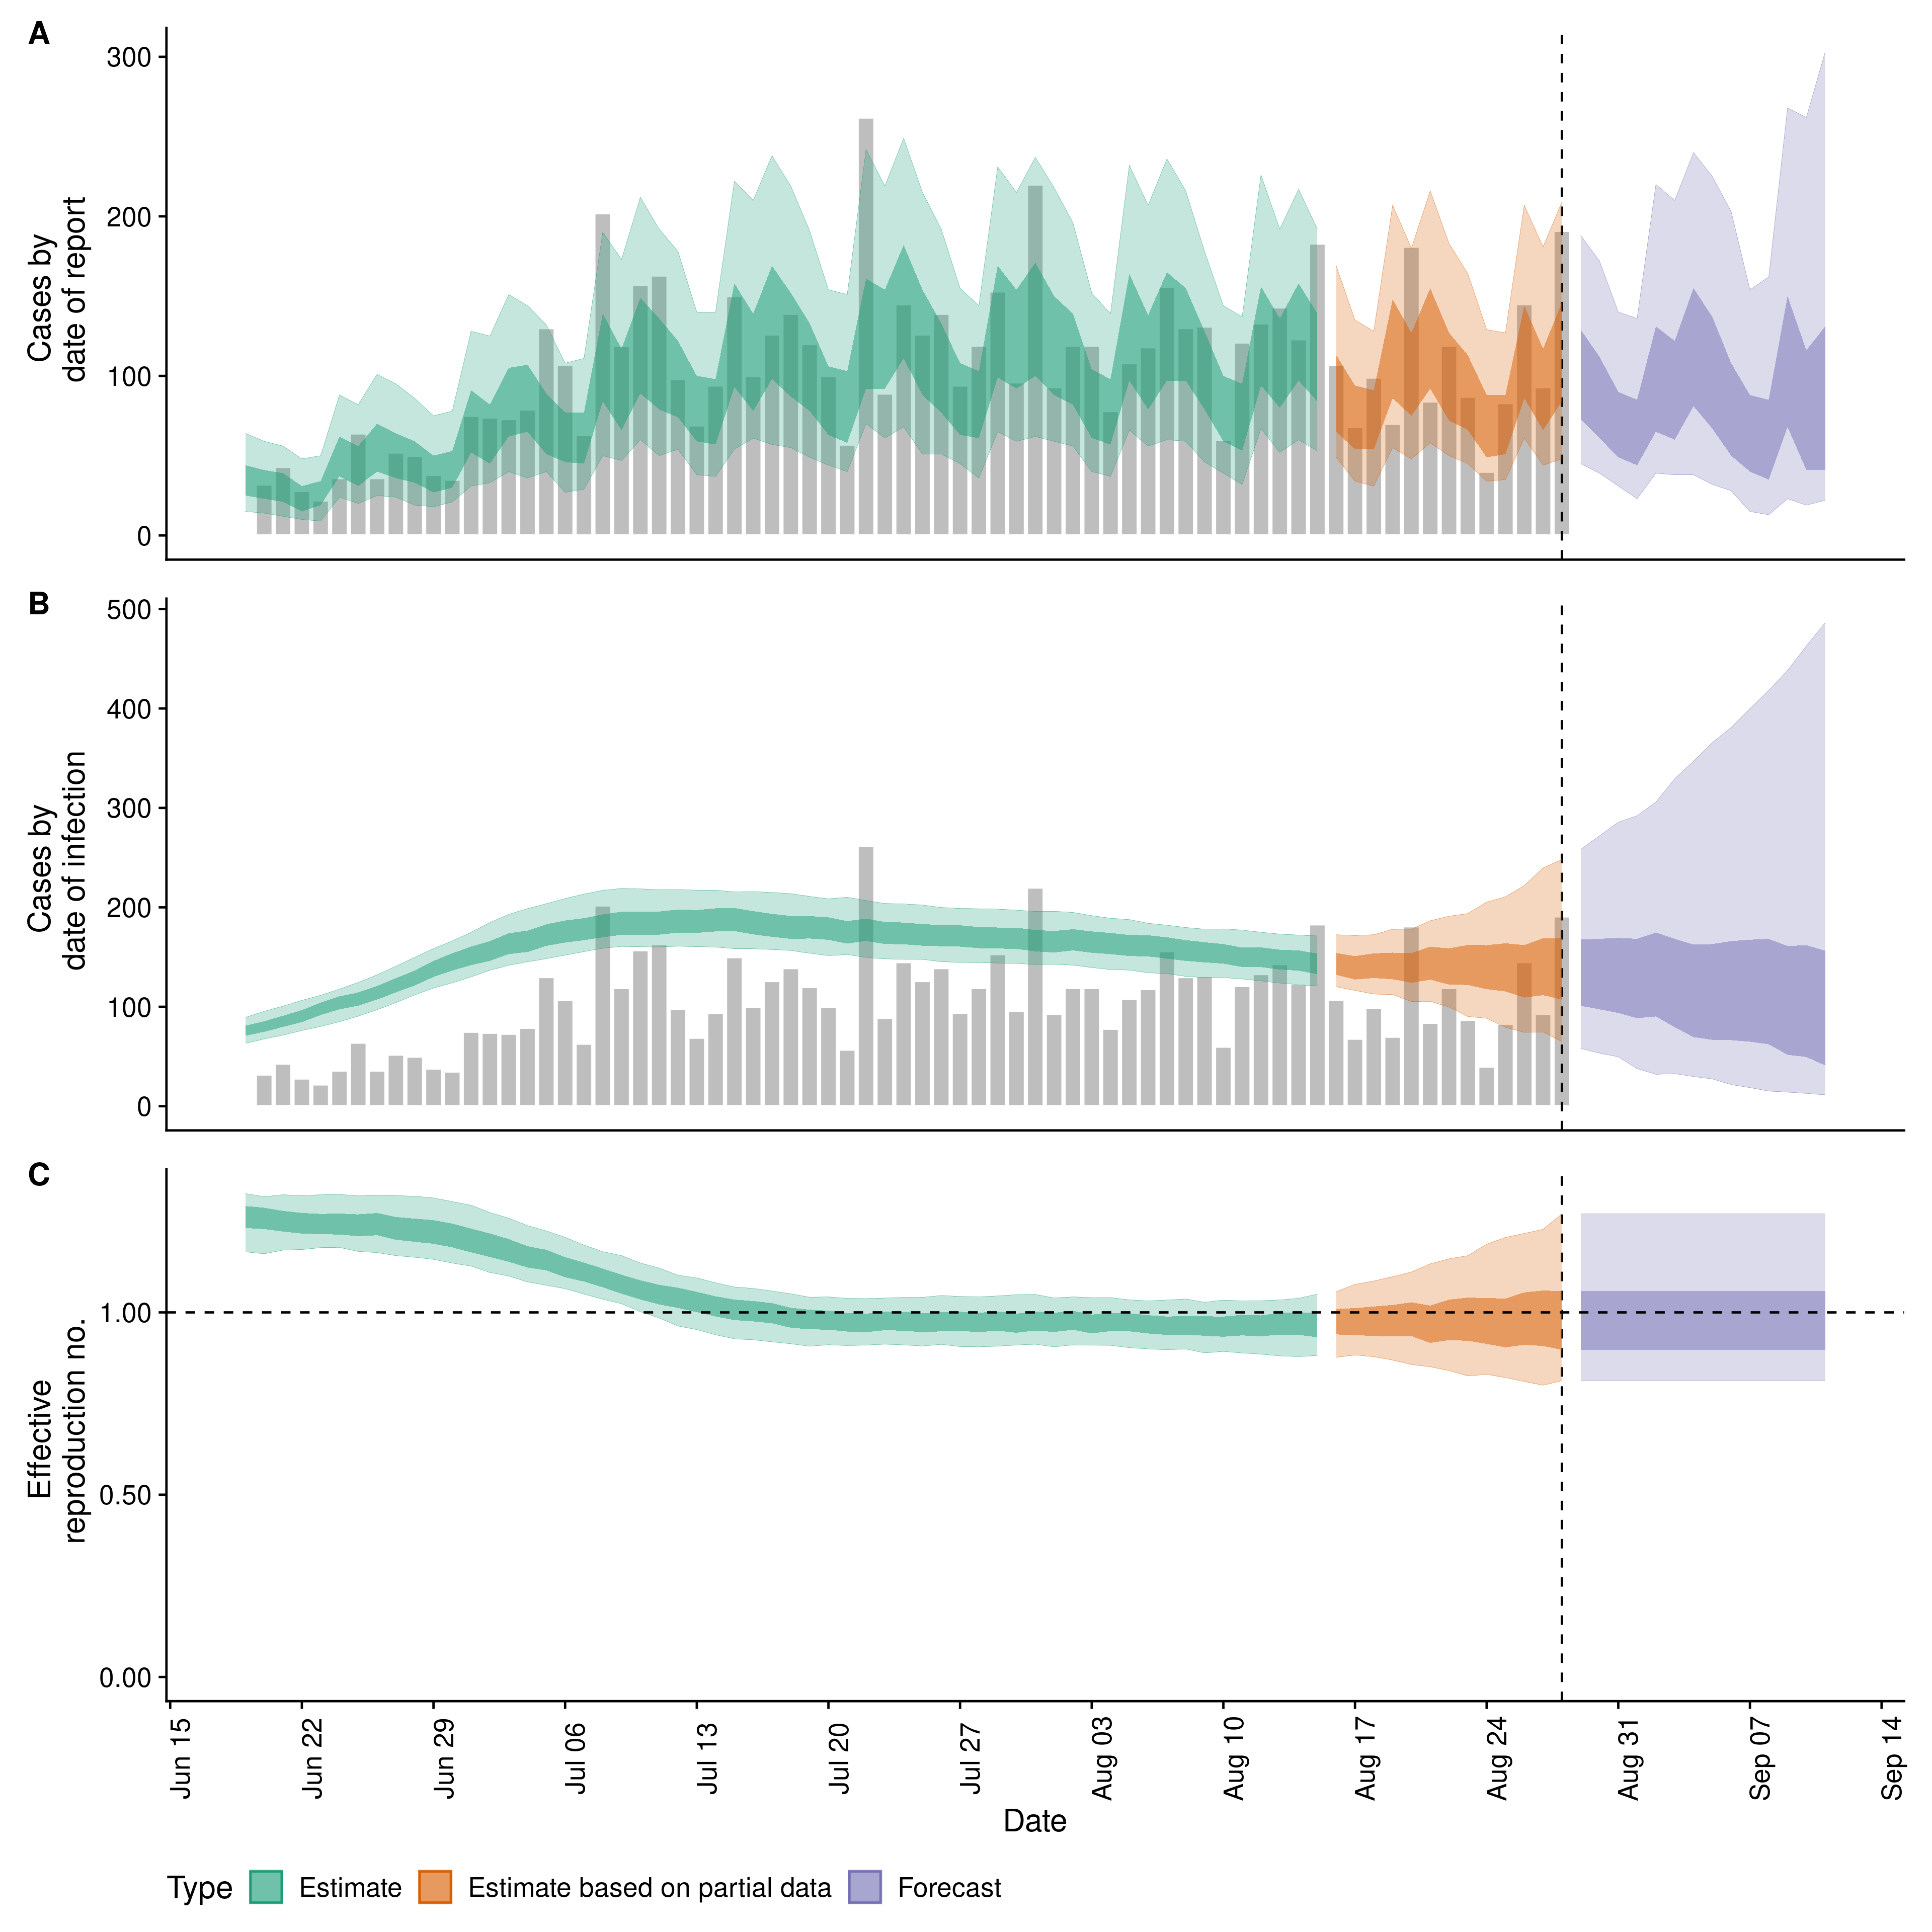 A
300
200
100
0
Cases by
date of report
B
500
400
300
200
100
0
Cases by
date of infection
C
1.00
0.50
0.00
Effective
reproduction no.
Jun 15
Jun 22
Jun 29
Jul 06
Jul 13
Jul 20
Jul 27
Aug 03
Aug 10
Aug 17
Aug 24
Aug 31
Sep 07
Sep 14
Date
Type Estimate Estimate based on partial data Forecast